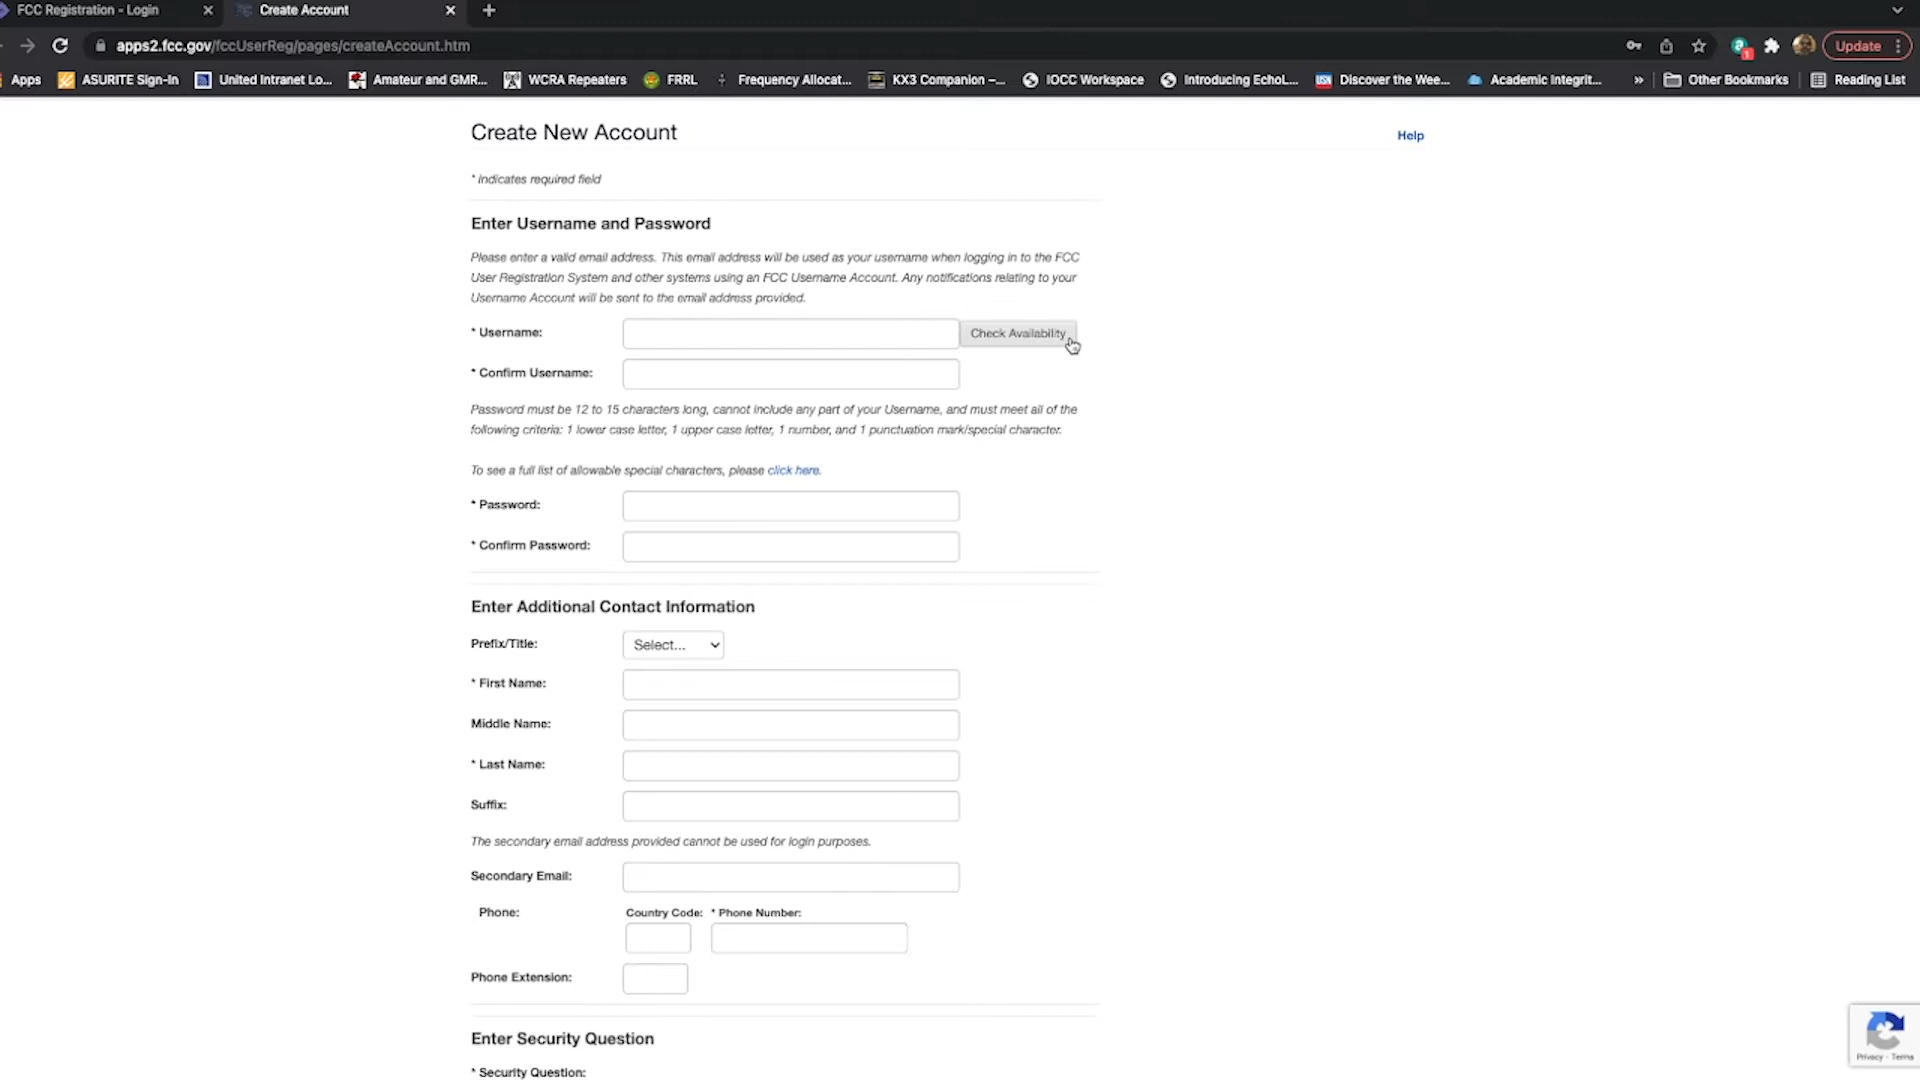 FCC Registration - Login
Create Account
apps2.fcc.gov/fccUserReg/pages/createAccount.htm
Update
Apps
ASURITE Sign-In
United Intranet Lo...
Amateur and GMR...
WCRA Repeaters
FRRL
Frequency Allocat...
KX3 Companion –...
IOCC Workspace
Introducing EchoL...
Discover the Wee...
Academic Integrit...
»
Other Bookmarks
Reading List
Create New Account
Help
* Indicates required field
Enter Username and Password
Please enter a valid email address. This email address will be used as your username when logging in to the FCC
User Registration System and other systems using an FCC Username Account. Any notifications relating to your
Username Account will be sent to the email address provided.
* Username:
Check Availability
* Confirm Username:
Password must be 12 to 15 characters long, cannot include any part of your Username, and must meet all of the
following criteria: 1 lower case letter, 1 upper case letter, 1 number, and 1 punctuation mark/special character.
To see a full list of allowable special characters, please click here.
* Password:
* Confirm Password:
Enter Additional Contact Information
Prefix/Title:
Select...
* First Name:
Middle Name:
* Last Name:
Suffix:
The secondary email address provided cannot be used for login purposes.
Secondary Email:
Phone:
Country Code:
* Phone Number:
Phone Extension:
Enter Security Question
* Security Question:
Privacy - Terms